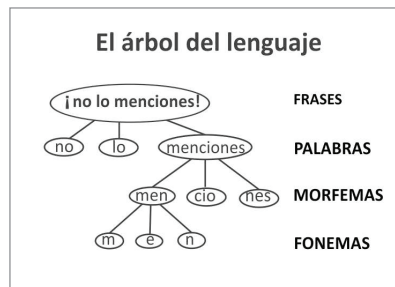 El árbol del lenguaje
¡no lo menciones! FRASES
no lo menciones PALABRAS
men cio nes MORFEMAS
m e n FONEMAS